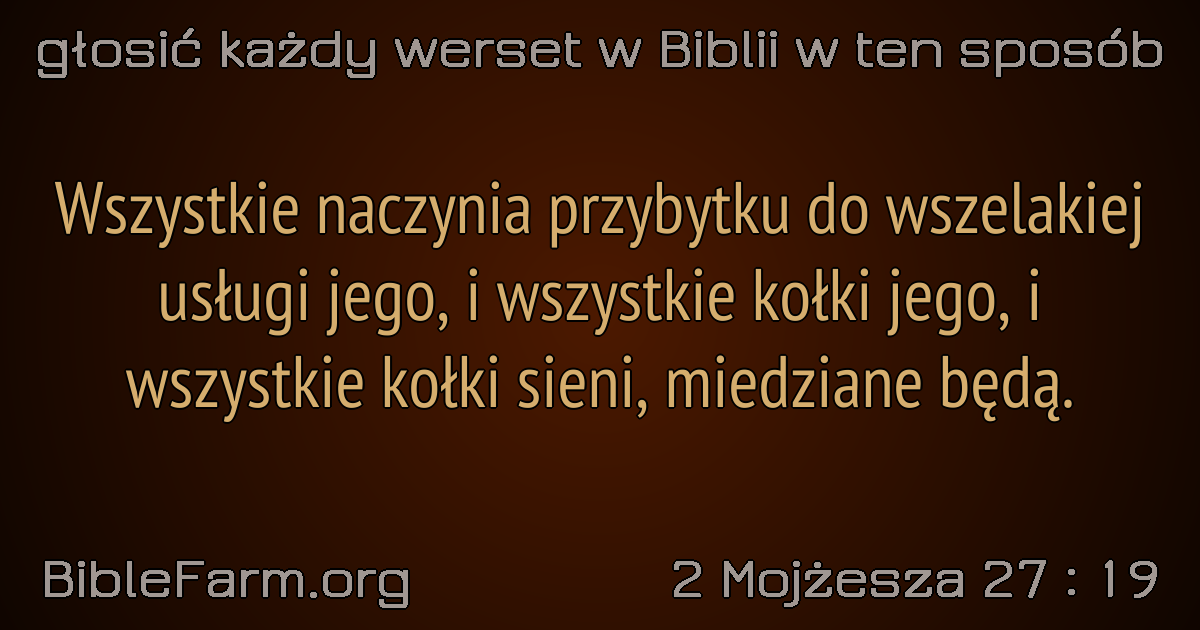 głosić każdy werset w Biblii w ten sposób
Wszystkie naczynia przybytku do wszelakiej
usługi jego, i wszystkie kołki jego, i
wszystkie kołki sieni, miedziane będą.
BibleFarm.org
2 Mojżesza 27 : 19